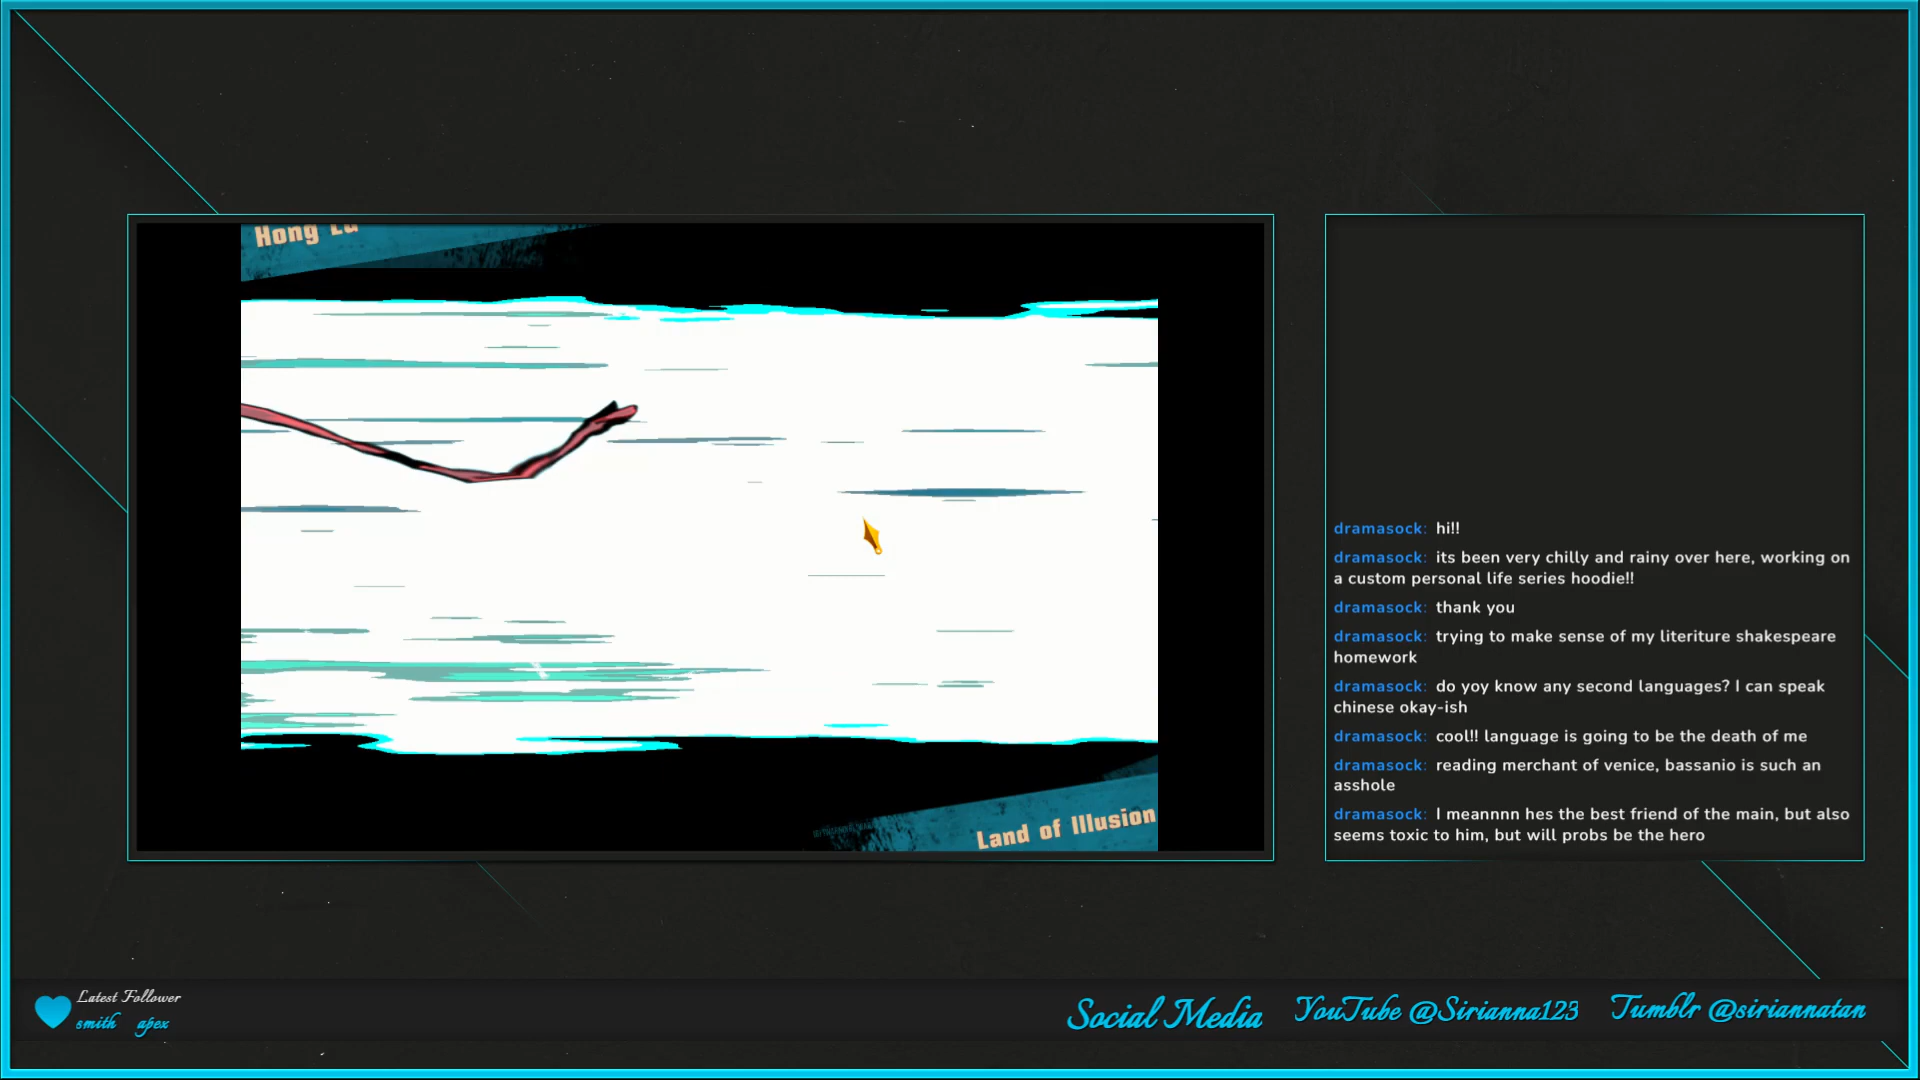 Hong Lu
Land of Illusion
dramasock: hi!!
dramasock: its been very chilly and rainy over here, working on
a custom personal life series hoodie!!
dramasock: thank you
dramasock: trying to make sense of my literiture shakespeare
homework
dramasock: do yoy know any second languages? I can speak
chinese okay-ish
dramasock: cool!! language is going to be the death of me
dramasock: reading merchant of venice, bassanio is such an
asshole
dramasock: I meannnn hes the best friend of the main, but also
seems toxic to him, but will probs be the hero
Latest Follower
smith apex
Social Media
YouTube @Sirianna123
Tumblr @siriannatan